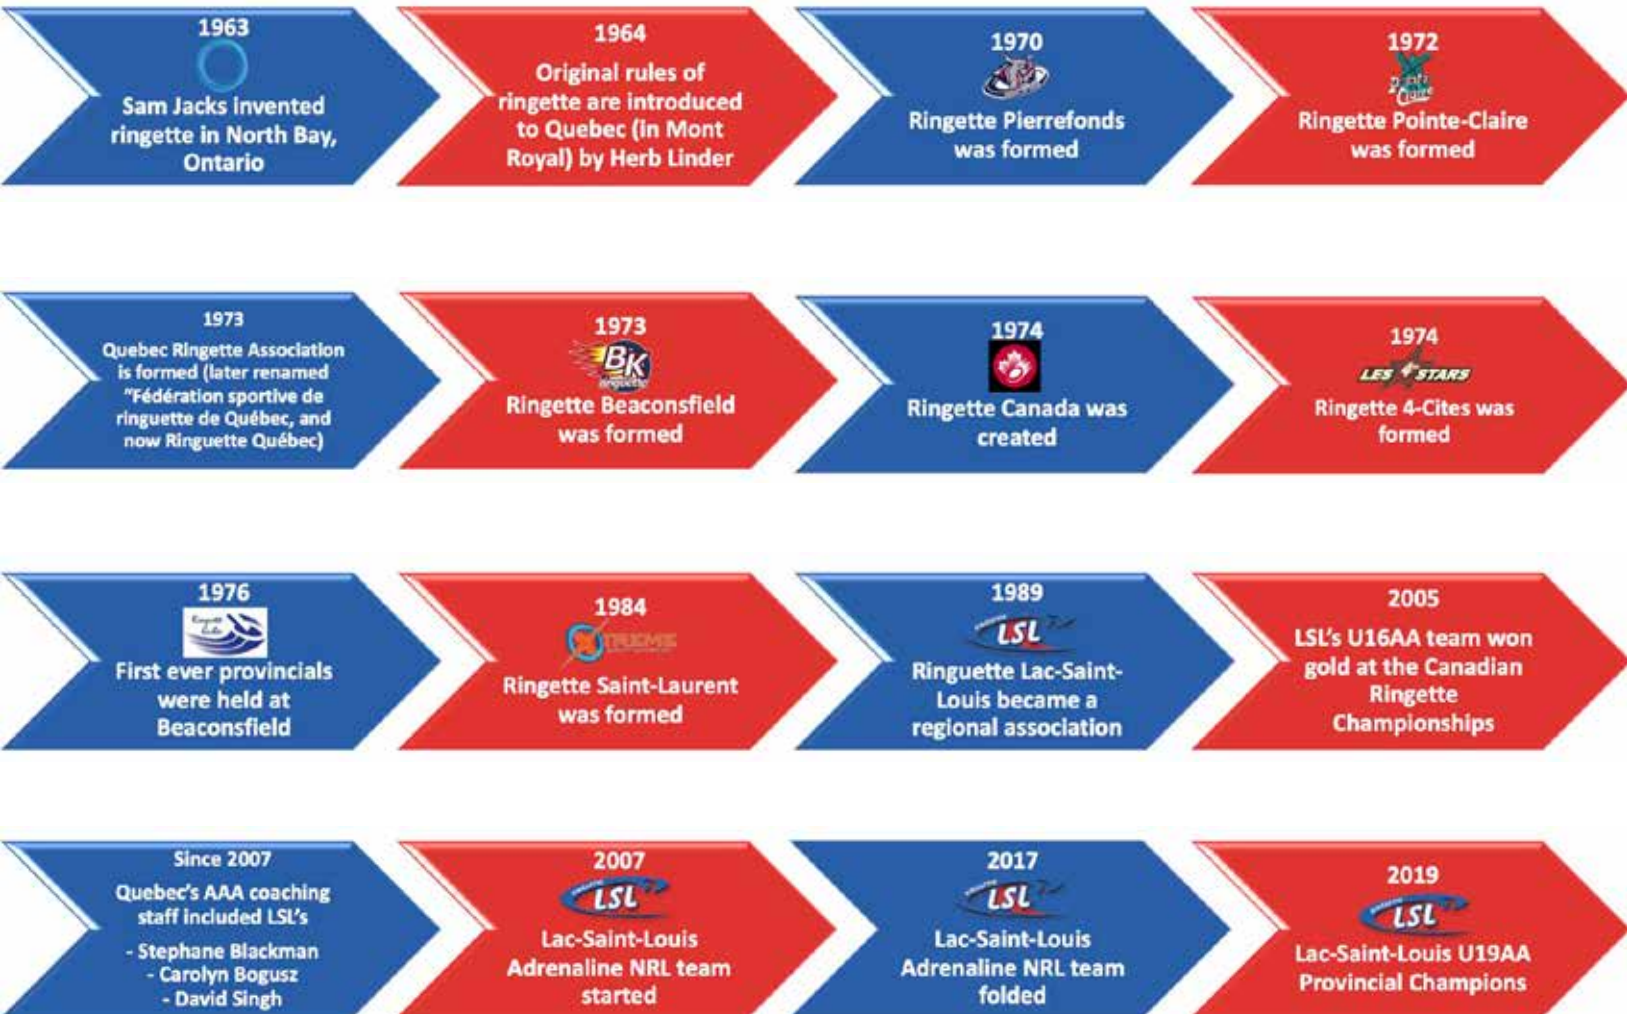 1963
Sam Jacks invented
ringette in North Bay,
Ontario
1964
Original rules of
ringette are introduced
to Quebec (in Mont
Royal) by Herb Linder
1970
Ringette Pierrefonds
was formed
1972
Pointe
Claire
Ringette Pointe-Claire
was formed
1973
Quebec Ringette Association
is formed (later renamed
"Fédération sportive de
ringuette de Québec, and
now Ringuette Québec)
1973
BK
ringuette
Ringette Beaconsfield
was formed
1974
Ringette Canada was
created
1974
LES STARS
Ringette 4-Cites was
formed
1976
First ever provincials
were held at
Beaconsfield
1984
XTREME
Ringette Saint-Laurent
was formed
1989
LSL
Ringuette Lac-Saint-
Louis became a
regional association
2005
LSL's U16AA team won
gold at the Canadian
Ringette
Championships
Since 2007
Quebec's AAA coaching
staff included LSL's
- Stephane Blackman
- Carolyn Bogusz
- David Singh
2007
LSL
Lac-Saint-Louis
Adrenaline NRL team
started
2017
LSL
Lac-Saint-Louis
Adrenaline NRL team
folded
2019
LSL
Lac-Saint-Louis U19AA
Provincial Champions